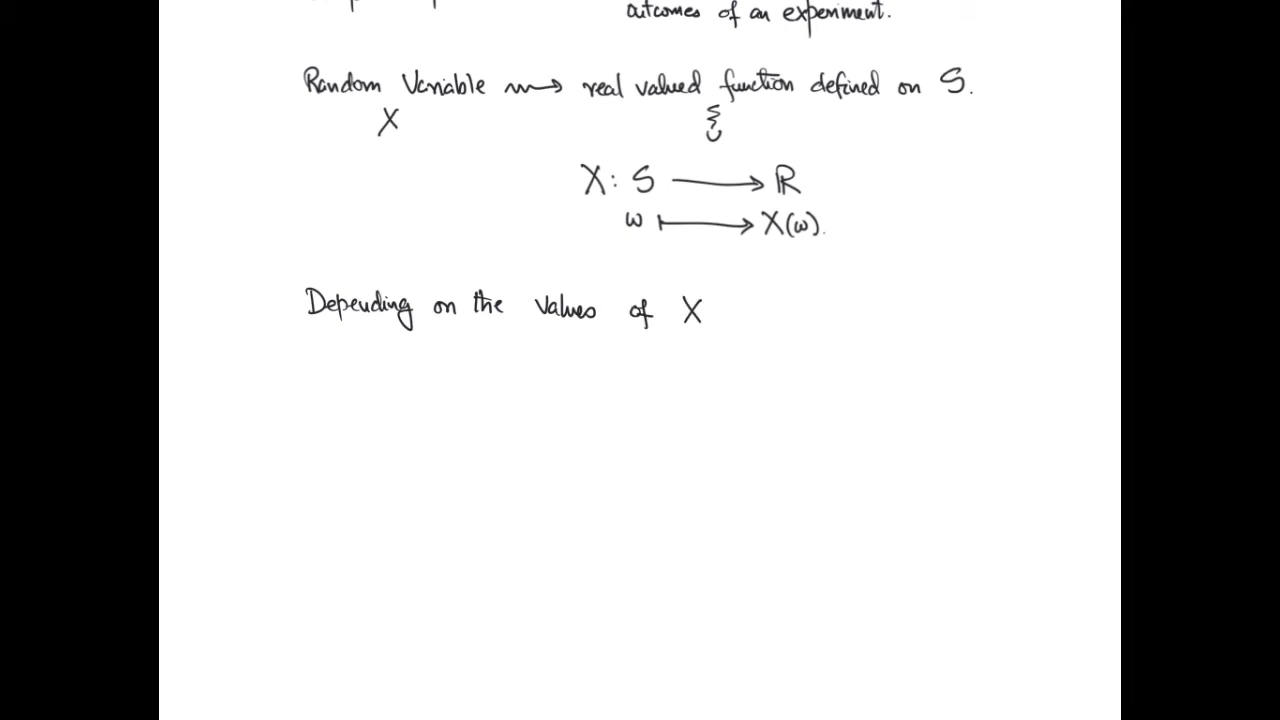 outcomes of an experiment.
Random Variable ⇝ real valued function defined on S.
X
X: S ⟶ ℝ
ω ⟼ X(ω).
Depending on the values of X